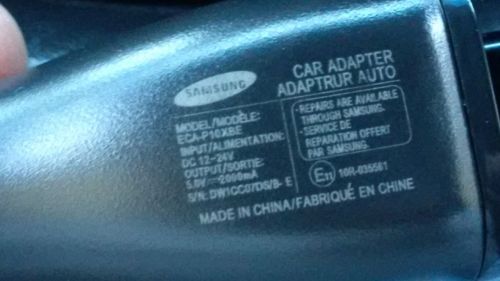 SAMSUNG
CAR ADAPTER
ADAPTRUR AUTO
MODEL/MODÈLE:
ECA-P10XBE
INPUT/ALIMENTATION:
DC 12-24V
OUTPUT/SORTIE:
5.0V⎓2000mA
S/N: DW1CC07DS/B- E
-REPAIRS ARE AVAILABLE
THROUGH SAMSUNG.
-SERVICE DE
REPARATION OFFERT
PAR SAMSUNG.
E11 10R-035561
MADE IN CHINA/FABRIQUÉ EN CHINE